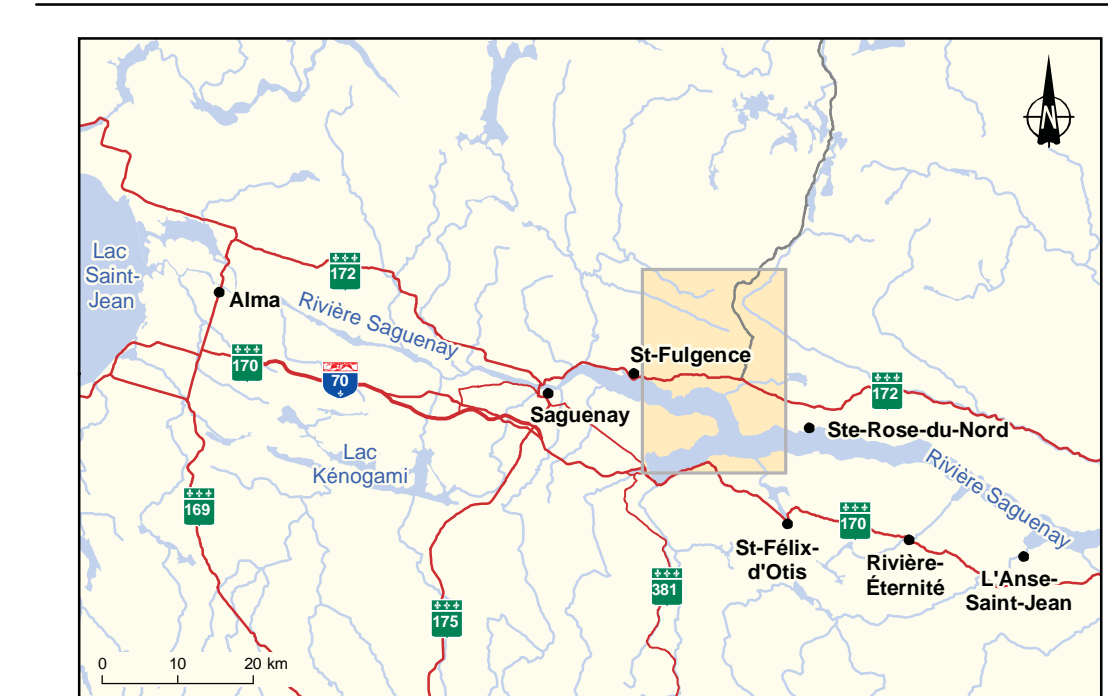 N
Lac
Saint-
Jean
172
Alma
Rivière Saguenay
170
70
St-Fulgence
Saguenay
172
Ste-Rose-du-Nord
Lac
Kénogami
Rivière Saguenay
169
170
St-Félix-
d'Otis
Rivière-
Éternité
L'Anse-
Saint-Jean
381
175
0 10 20 km